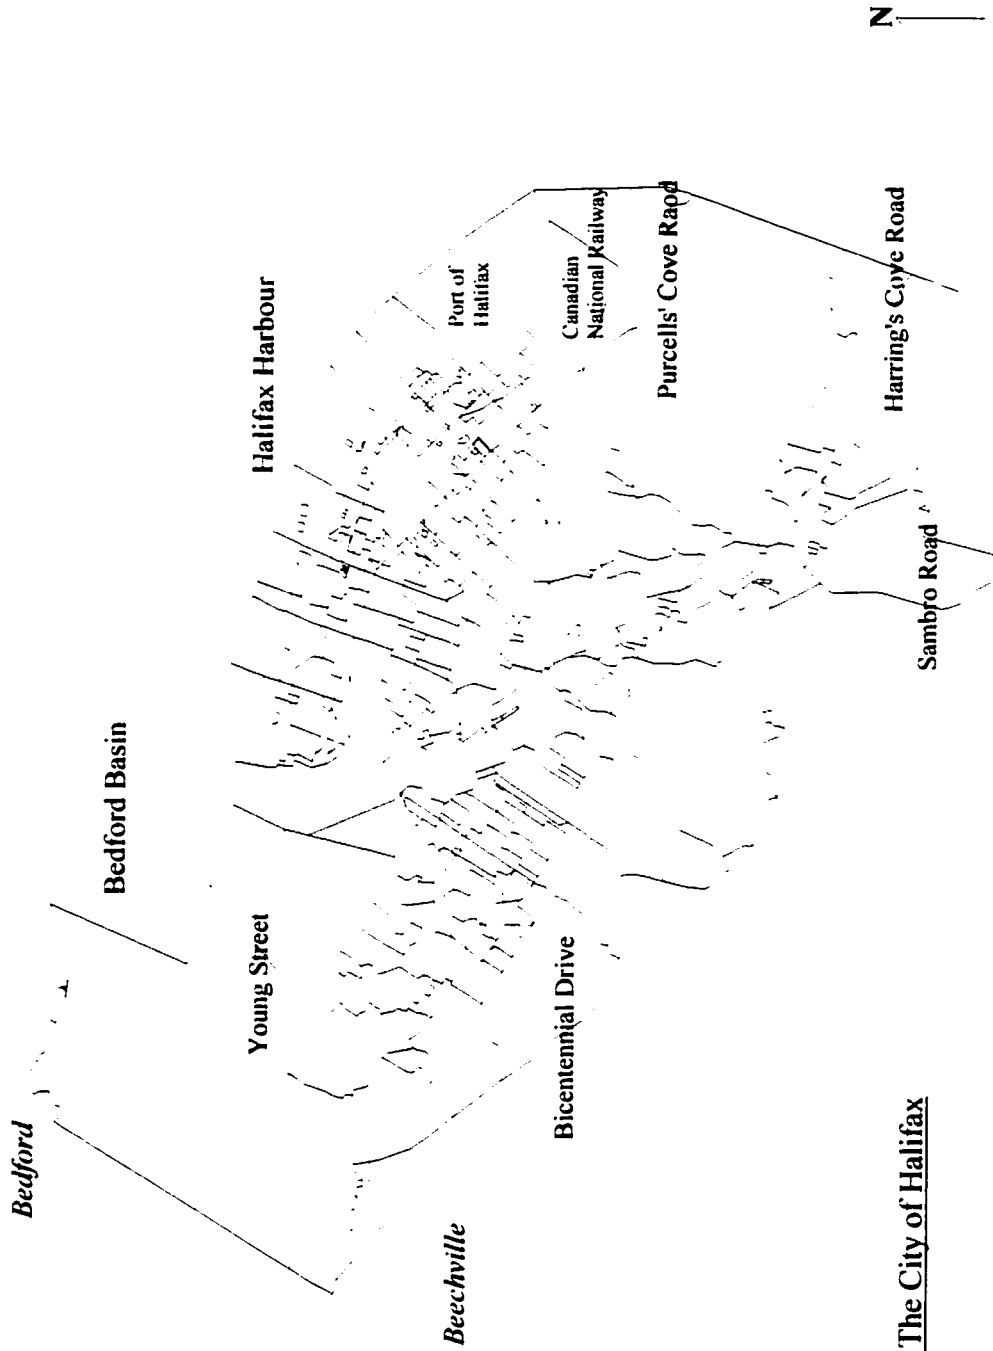 N
Bedford
Bedford Basin
Halifax Harbour
Young Street
Port of
Halifax
Canadian
National Railway
Purcells' Cove Raod
Beechville
Bicentennial Drive
Harring's Cove Road
Sambro Road
The City of Halifax